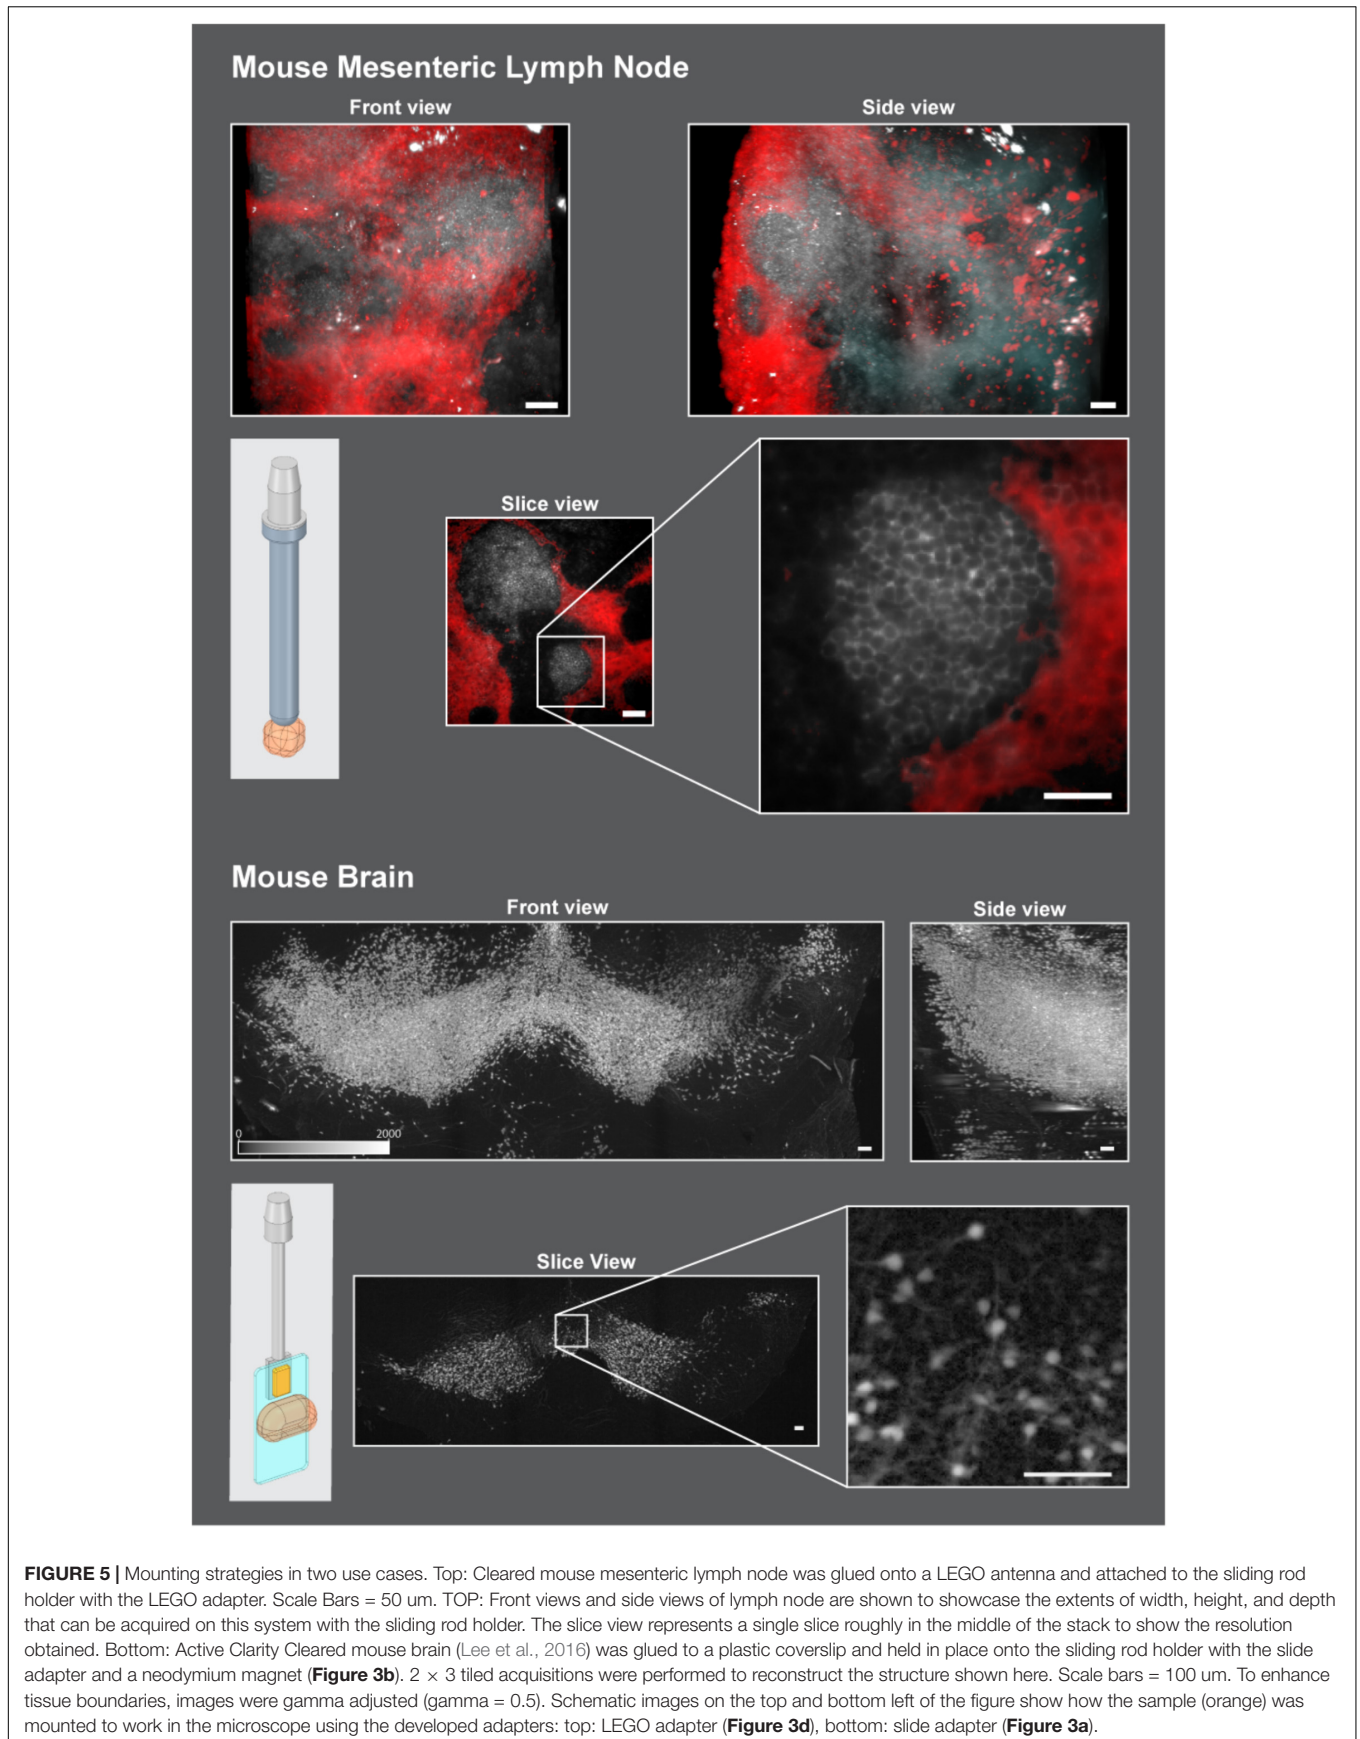 Mouse Mesenteric Lymph Node
Front view
Side view
Slice view
Mouse Brain
Front view
Side view
0
2000
Slice View
FIGURE 5 | Mounting strategies in two use cases. Top: Cleared mouse mesenteric lymph node was glued onto a LEGO antenna and attached to the sliding rod
holder with the LEGO adapter. Scale Bars = 50 um. TOP: Front views and side views of lymph node are shown to showcase the extents of width, height, and depth
that can be acquired on this system with the sliding rod holder. The slice view represents a single slice roughly in the middle of the stack to show the resolution
obtained. Bottom: Active Clarity Cleared mouse brain (Lee et al., 2016) was glued to a plastic coverslip and held in place onto the sliding rod holder with the slide
adapter and a neodymium magnet (Figure 3b). 2 × 3 tiled acquisitions were performed to reconstruct the structure shown here. Scale bars = 100 um. To enhance
tissue boundaries, images were gamma adjusted (gamma = 0.5). Schematic images on the top and bottom left of the figure show how the sample (orange) was
mounted to work in the microscope using the developed adapters: top: LEGO adapter (Figure 3d), bottom: slide adapter (Figure 3a).